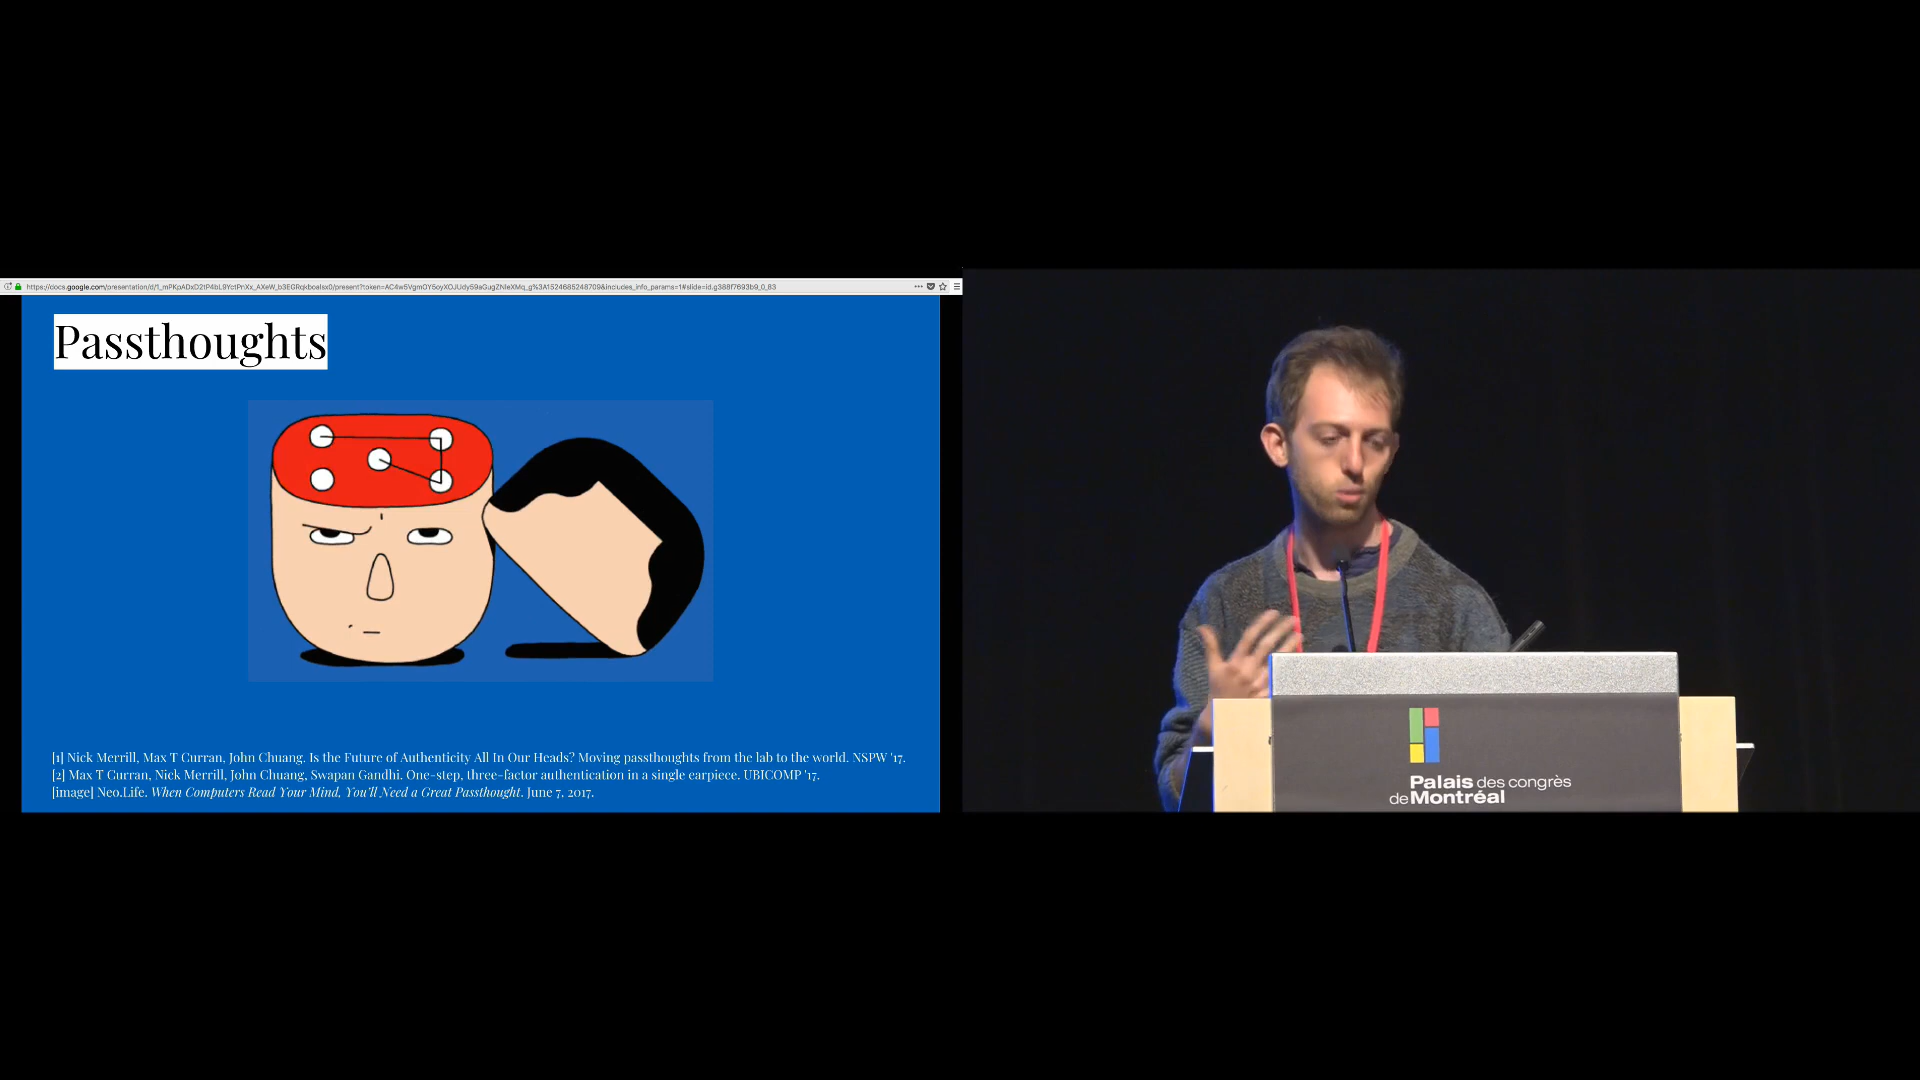 Passthoughts
[1] Nick Merrill, Max T Curran, John Chuang. Is the Future of Authenticity All In Our Heads? Moving passthoughts from the lab to the world. NSPW '17.
[2] Max T Curran, Nick Merrill, John Chuang, Swapan Gandhi. One-step, three-factor authentication in a single earpiece. UBICOMP '17.
[image] Neo.Life. When Computers Read Your Mind, You'll Need a Great Passthought. June 7, 2017.
Palais des congrès
de Montréal